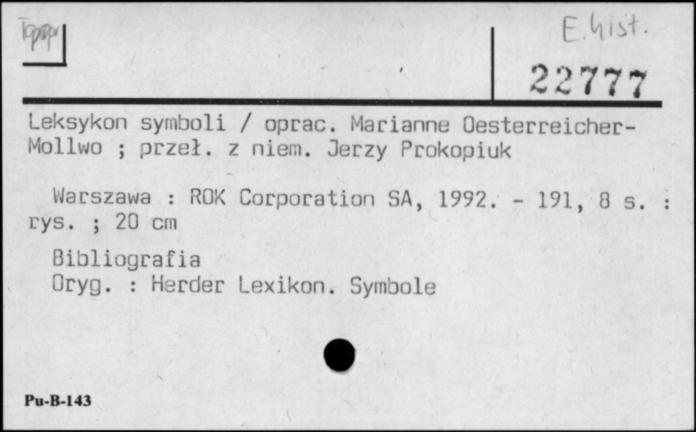 E. hist.
22777
Leksykon symboli / oprac. Marianne Oesterreicher-
Mollwo ; przeł. z niem. Jerzy Prokopiuk
Warszawa : ROK Corporation SA, 1992. - 191, 8 s. :
rys. ; 20 cm
Bibliografia
Oryg. : Herder Lexikon. Symbole
Pu-B-143